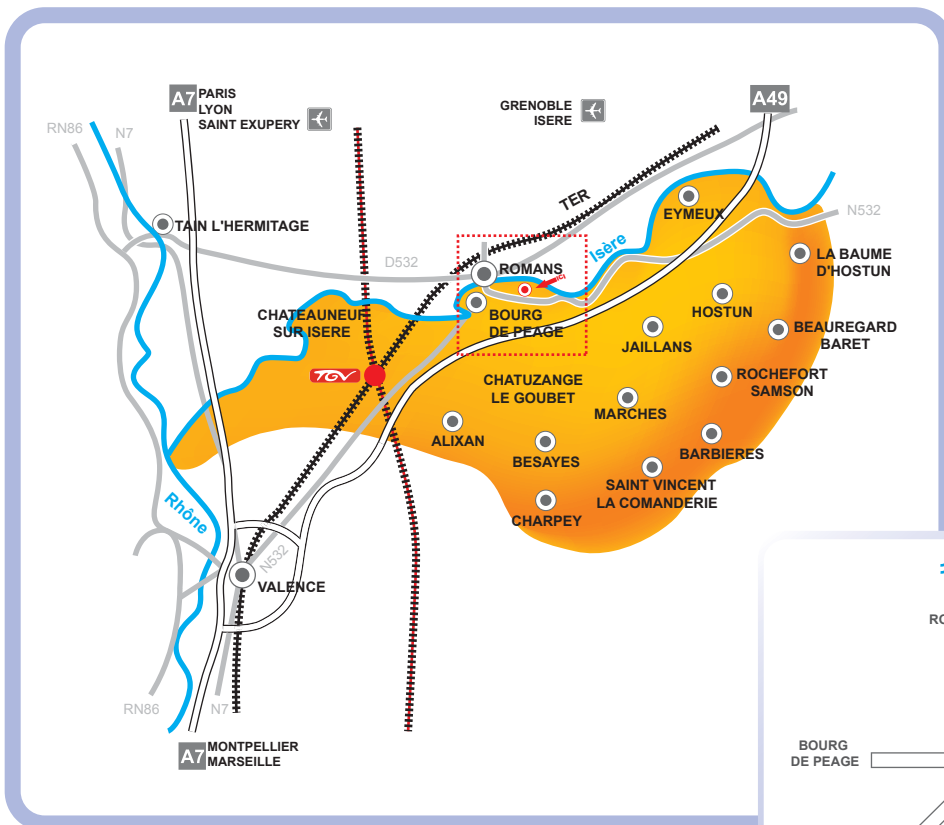 A7
PARIS
LYON
SAINT EXUPERY
GRENOBLE
ISERE
A49
RN86
N7
TER
EYMEUX
N532
TAIN L'HERMITAGE
Isère
D532
ROMANS
ICI
LA BAUME
D'HOSTUN
CHATEAUNEUF
SUR ISERE
BOURG
DE PEAGE
HOSTUN
JAILLANS
BEAUREGARD
BARET
TGV
CHATUZANGE
LE GOUBET
ROCHEFORT
SAMSON
MARCHES
ALIXAN
BESAYES
BARBIERES
SAINT VINCENT
LA COMANDERIE
CHARPEY
Rhône
N532
VALENCE
RN86
N7
A7
MONTPELLIER
MARSEILLE
BOURG
DE PEAGE